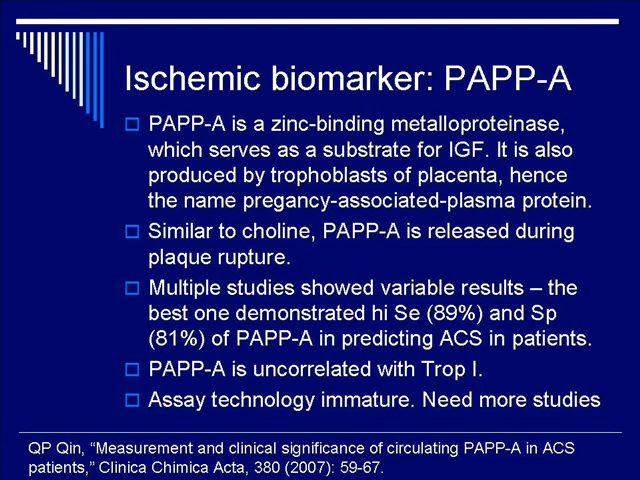 Ischemic biomarker: PAPP-A
PAPP-A is a zinc-binding metalloproteinase,
which serves as a substrate for IGF. It is also
produced by trophoblasts of placenta, hence
the name pregancy-associated-plasma protein.
Similar to choline, PAPP-A is released during
plaque rupture.
Multiple studies showed variable results – the
best one demonstrated hi Se (89%) and Sp
(81%) of PAPP-A in predicting ACS in patients.
PAPP-A is uncorrelated with Trop I.
Assay technology immature. Need more studies
QP Qin, “Measurement and clinical significance of circulating PAPP-A in ACS
patients,” Clinica Chimica Acta, 380 (2007): 59-67.